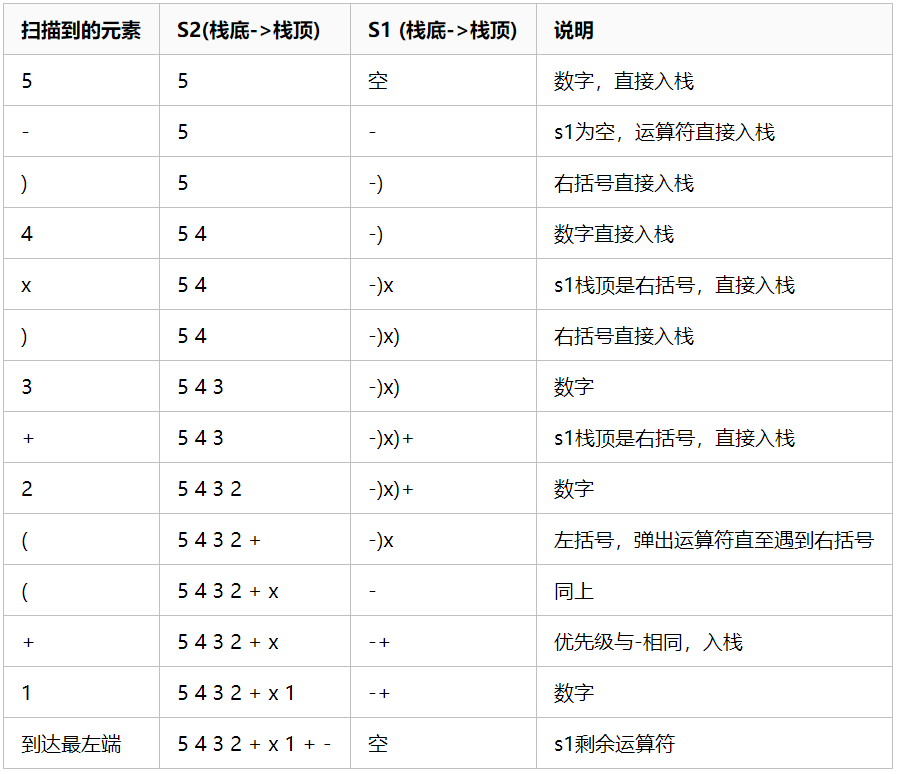 扫描到的元素 S2(栈底->栈顶) S1 (栈底->栈顶) 说明
5 5 空 数字，直接入栈
- 5 - s1为空，运算符直接入栈
) 5 -) 右括号直接入栈
4 5 4 -) 数字直接入栈
x 5 4 -)x s1栈顶是右括号，直接入栈
) 5 4 -)x) 右括号直接入栈
3 5 4 3 -)x) 数字
+ 5 4 3 -)x)+ s1栈顶是右括号，直接入栈
2 5 4 3 2 -)x)+ 数字
( 5 4 3 2 + -)x 左括号，弹出运算符直至遇到右括号
( 5 4 3 2 + x - 同上
+ 5 4 3 2 + x -+ 优先级与-相同，入栈
1 5 4 3 2 + x 1 -+ 数字
到达最左端 5 4 3 2 + x 1 + - 空 s1剩余运算符